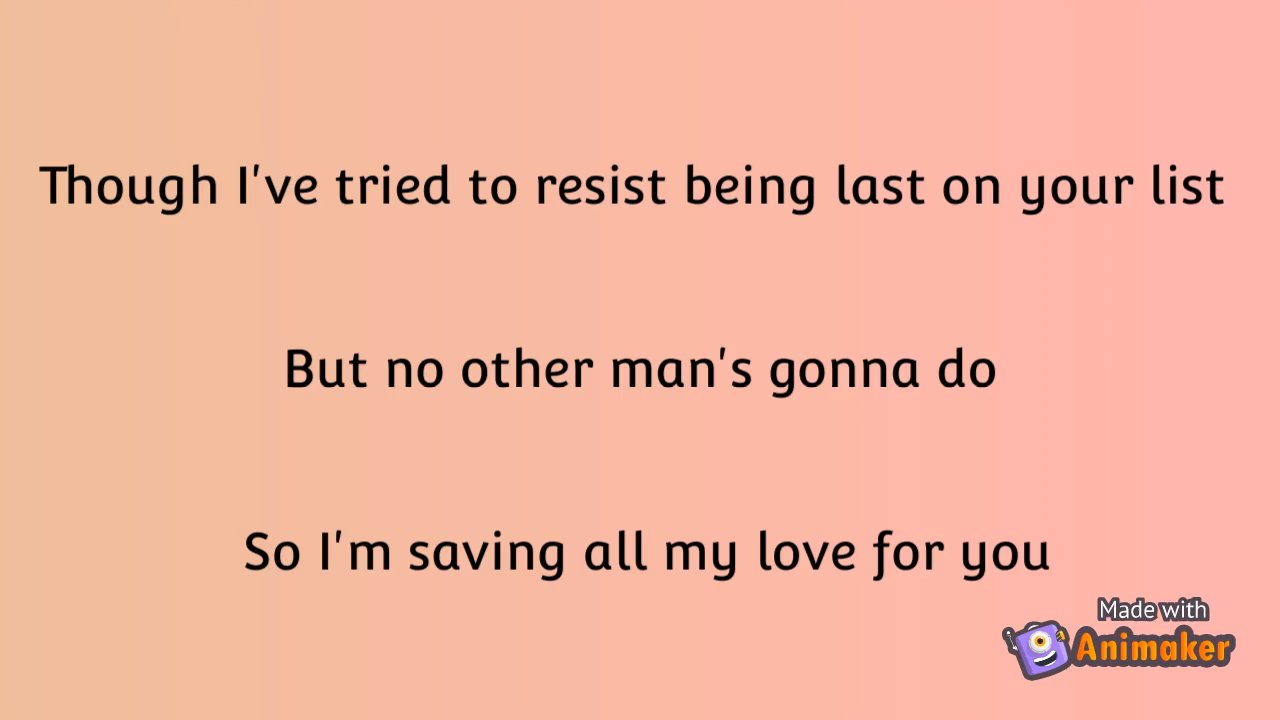 Though I've tried to resist being last on your list
But no other man's gonna do
So I'm saving all my love for you
Made with
Animaker